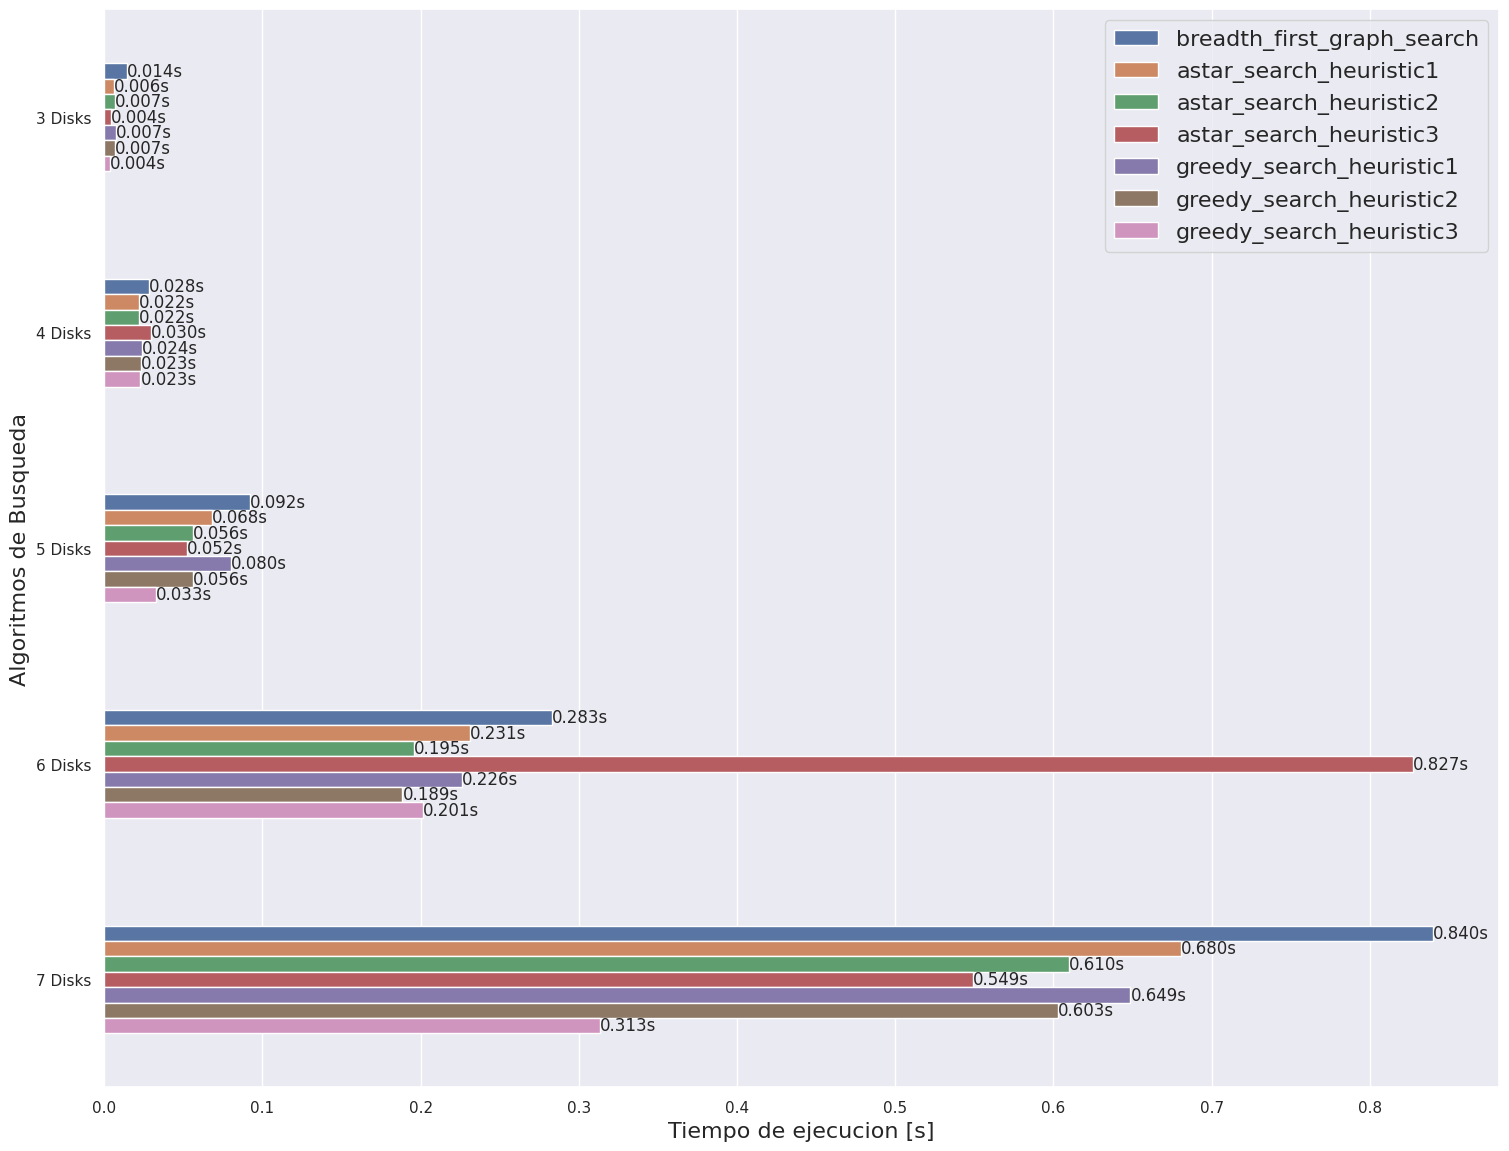 breadth_first_graph_search
astar_search_heuristic1
astar_search_heuristic2
astar_search_heuristic3
greedy_search_heuristic1
greedy_search_heuristic2
greedy_search_heuristic3
Algoritmos de Busqueda
3 Disks
0.014s
0.006s
0.007s
0.004s
0.007s
0.007s
0.004s
4 Disks
0.028s
0.022s
0.022s
0.030s
0.024s
0.023s
0.023s
5 Disks
0.092s
0.068s
0.056s
0.052s
0.080s
0.056s
0.033s
6 Disks
0.283s
0.231s
0.195s
0.827s
0.226s
0.189s
0.201s
7 Disks
0.840s
0.680s
0.610s
0.549s
0.649s
0.603s
0.313s
0.0 0.1 0.2 0.3 0.4 0.5 0.6 0.7 0.8
Tiempo de ejecucion [s]